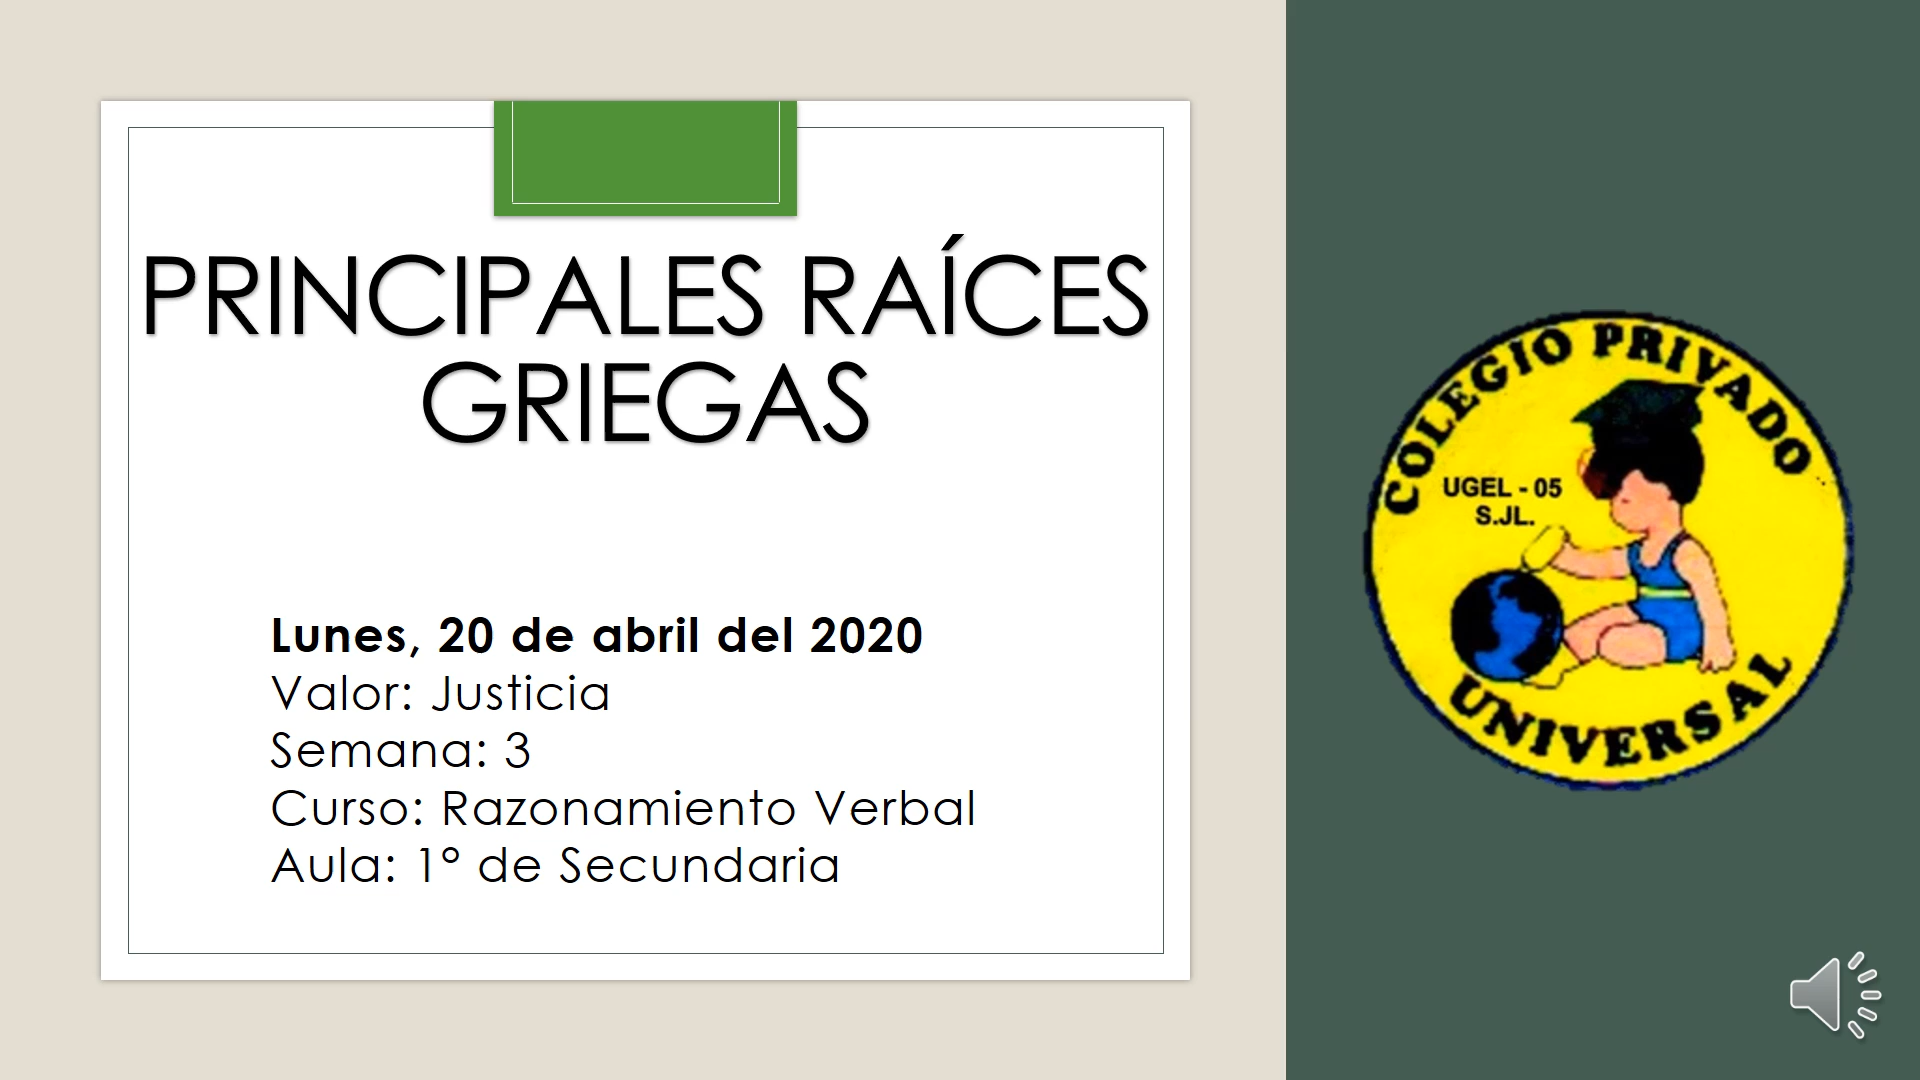 PRINCIPALES RAÍCES
GRIEGAS
Lunes, 20 de abril del 2020
Valor: Justicia
Semana: 3
Curso: Razonamiento Verbal
Aula: 1° de Secundaria
COLEGIO PRIVADO
UGEL - 05
S.JL.
UNIVERSAL